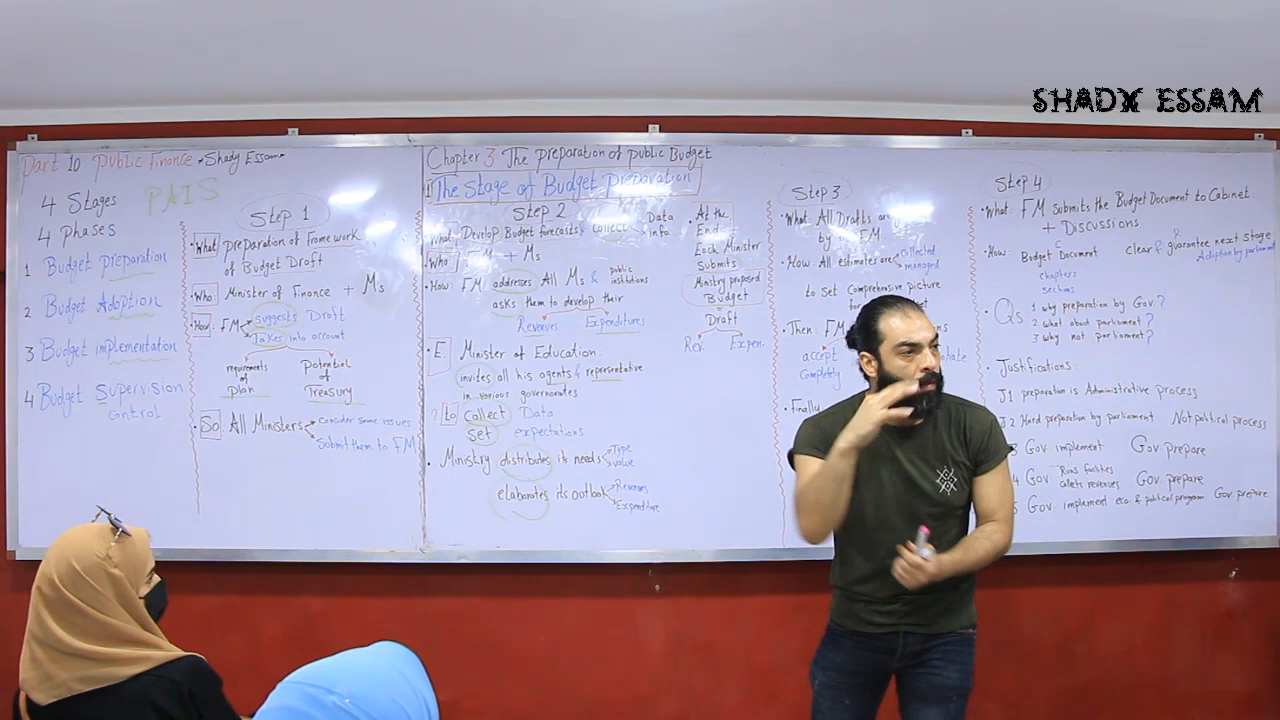 SHADY ESSAM
Part 10 Public Finance Shady Essam
PAIS
4 Stages
4 phases
1 Budget preparation
2 Budget Adoption
3 Budget implementation
4 Budget Supervision
control
Step 1
What: preparation of Framework
of Budget Draft
Who: Minister of Finance + Ms
How: FM suggests Draft
Takes into account
requirements of plan
Potential of Treasury
So All Ministers Consider same issues
Submit them to FM
Chapter 3 The preparation of public Budget
The Stage of Budget Preparation
Step 2
What Develop Budget forecasts, collect Data
info.
Who FM + Ms
How: FM addresses All Ms & public institutions
asks them to develop their
Revenues Expenditures
E. Minister of Education:
invites all his agents & representative
in various governorates
to Collect Data
Set expectations
Ministry distributes its needs Type
value
elaborates its outlook Revenues
Expenditure
At the
End
Each Minister
Submits
Ministry proposed
Budget
Draft
Rev. Expen.
Step 3
What: All Drafts are
by FM
How: All estimates are Collected
managed
to Set Comprehensive picture
for
Then: FM
accept
Completely
Finally
Step 4
What: FM Submits the Budget Document to Cabinet
+ Discussions
How: Budget Document Clear & guarantee next stage
Adoption by parliament
chapters
Sections
Qs 1 why preparation by Gov?
2 what about parliament?
3 why not parliament?
Justifications:
J1 preparation is Administrative process
J2 Hard preparation by parliament Not political process
3 Gov implement Gov prepare
4 Gov Runs facilities
collects revenues Gov prepare
5 Gov implement eco. & political program Gov prepare.